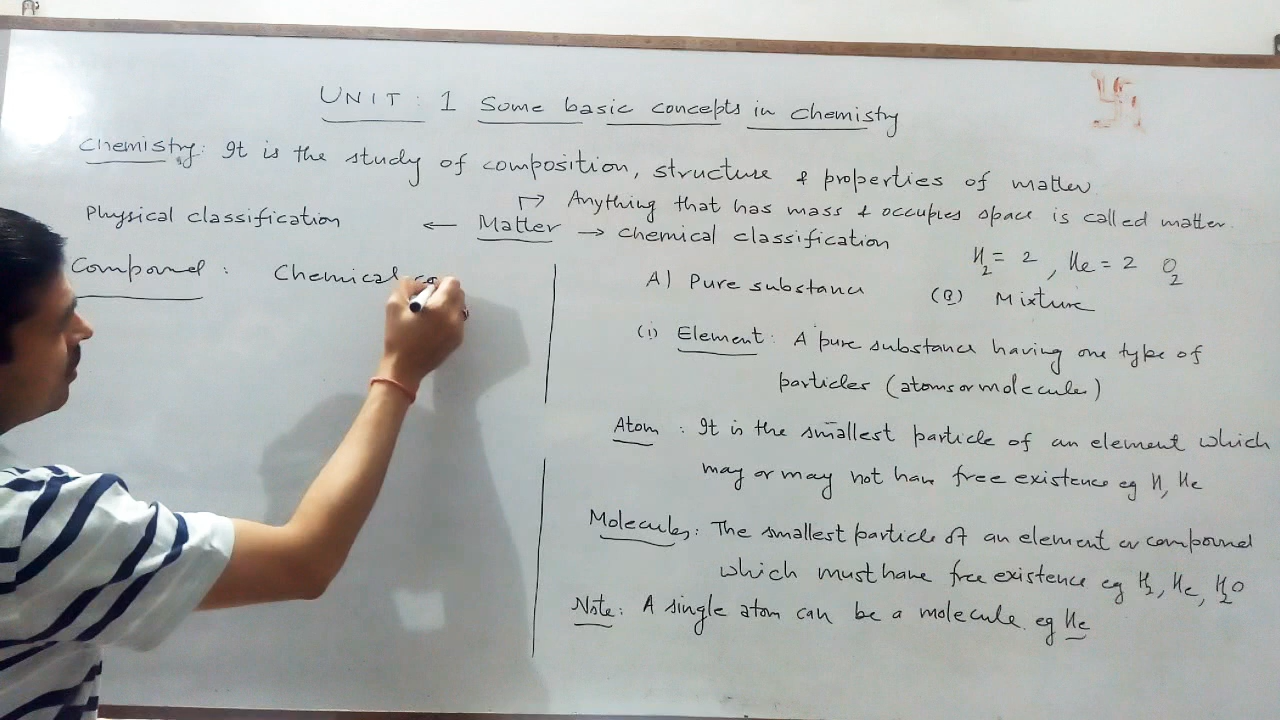 UNIT: 1 Some basic concepts in chemistry
Chemistry: It is the study of composition, structure & properties of matter
Anything that has mass & occupies space is called matter.
Physical classification ← Matter → chemical classification
H2 = 2, He = 2 O2
Compound: Chemical co
A) Pure substance (B) Mixture
(i) Element: A pure substance having one type of
particles (atoms or molecule)
Atom: It is the smallest particle of an element which
may or may not have free existence eg H, He
Molecules: The smallest particle of an element or compound
which must have free existence eg H2, He, H2O
Note: A single atom can be a molecule. eg He